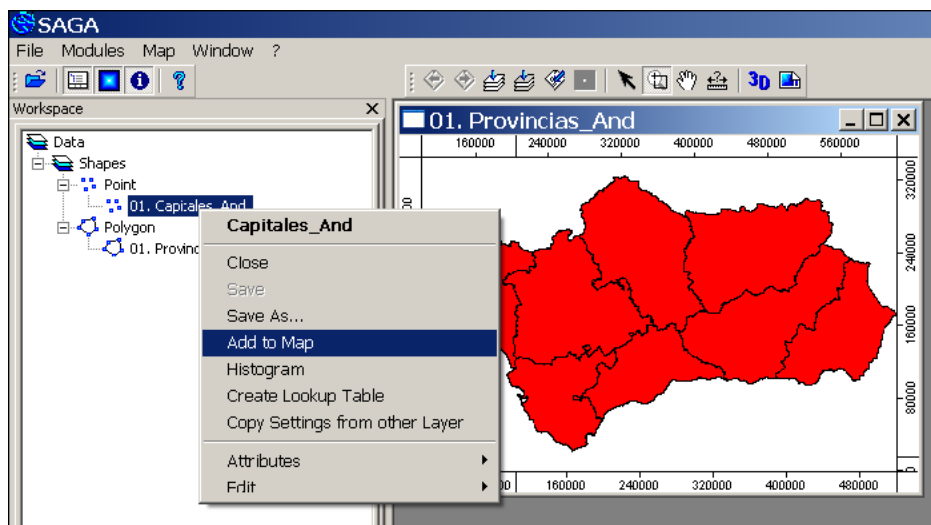 SAGA
File Modules Map Window ?
3D
Workspace
Data
Shapes
Point
01. Capitales_And
Polygon
01. Provinc
Capitales_And
Close
Save
Save As...
Add to Map
Histogram
Create Lookup Table
Copy Settings from other Layer
Attributes
Edit
01. Provincias_And
160000 240000 320000 400000 480000 560000
320000
240000
160000
80000
0
160000 240000 320000 400000 480000